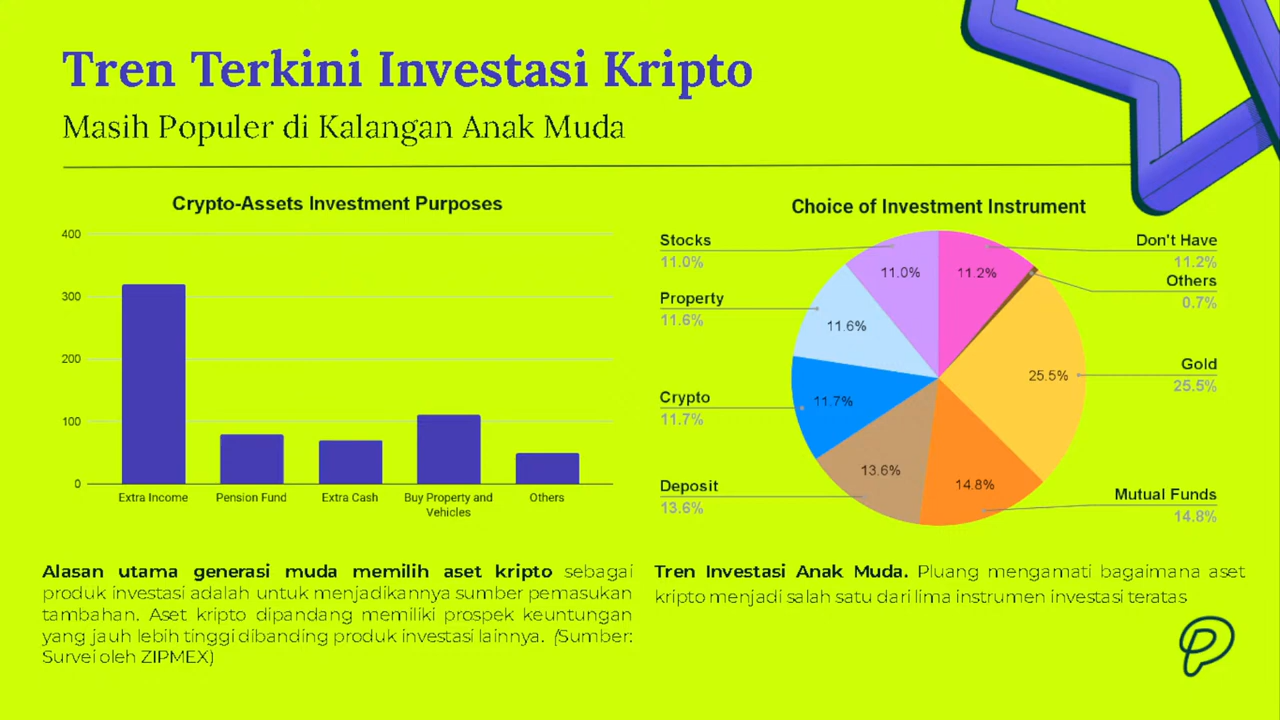 Tren Terkini Investasi Kripto
Masih Populer di Kalangan Anak Muda
Crypto-Assets Investment Purposes
400
300
200
100
0
Extra Income
Pension Fund
Extra Cash
Buy Property and
Vehicles
Others
Choice of Investment Instrument
Stocks
11.0%
Property
11.6%
Crypto
11.7%
Deposit
13.6%
11.0%
11.2%
11.6%
25.5%
11.7%
13.6%
14.8%
Don't Have
11.2%
Others
0.7%
Gold
25.5%
Mutual Funds
14.8%
Alasan utama generasi muda memilih aset kripto sebagai
produk investasi adalah untuk menjadikannya sumber pemasukan
tambahan. Aset kripto dipandang memiliki prospek keuntungan
yang jauh lebih tinggi dibanding produk investasi lainnya. (Sumber:
Survei oleh ZIPMEX)
Tren Investasi Anak Muda. Pluang mengamati bagaimana aset
kripto menjadi salah satu dari lima instrumen investasi teratas